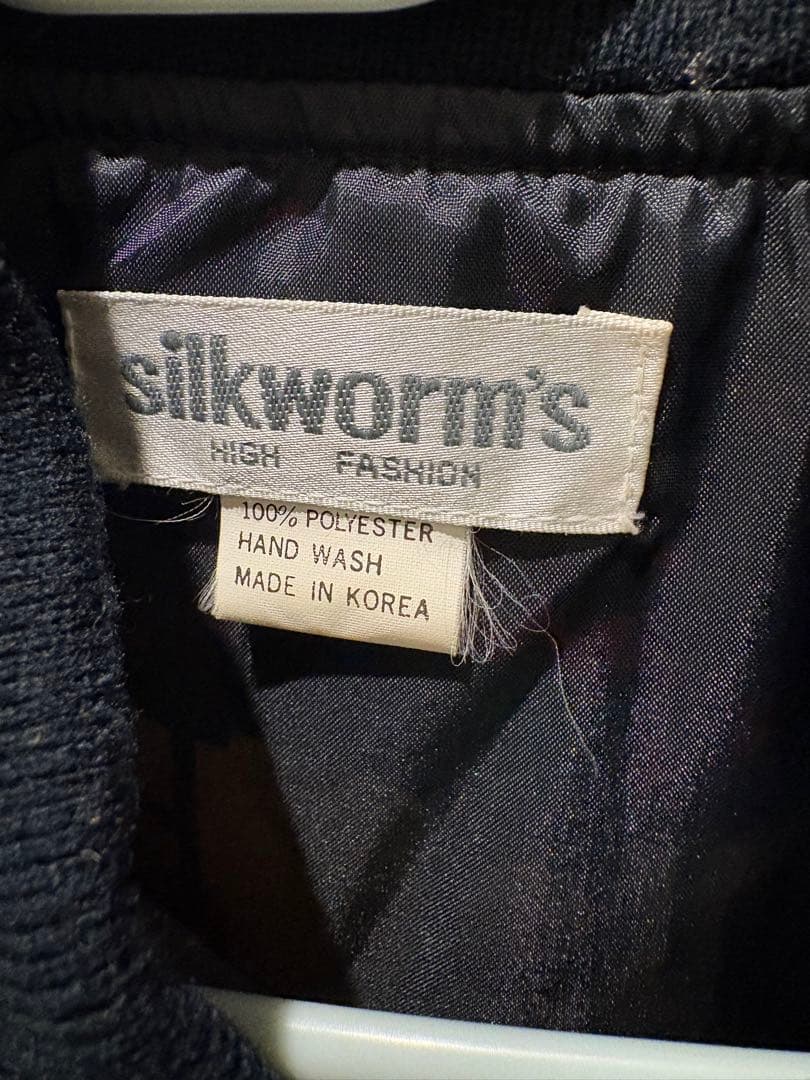 silkworm's
HIGH FASHION
100% POLYESTER
HAND WASH
MADE IN KOREA